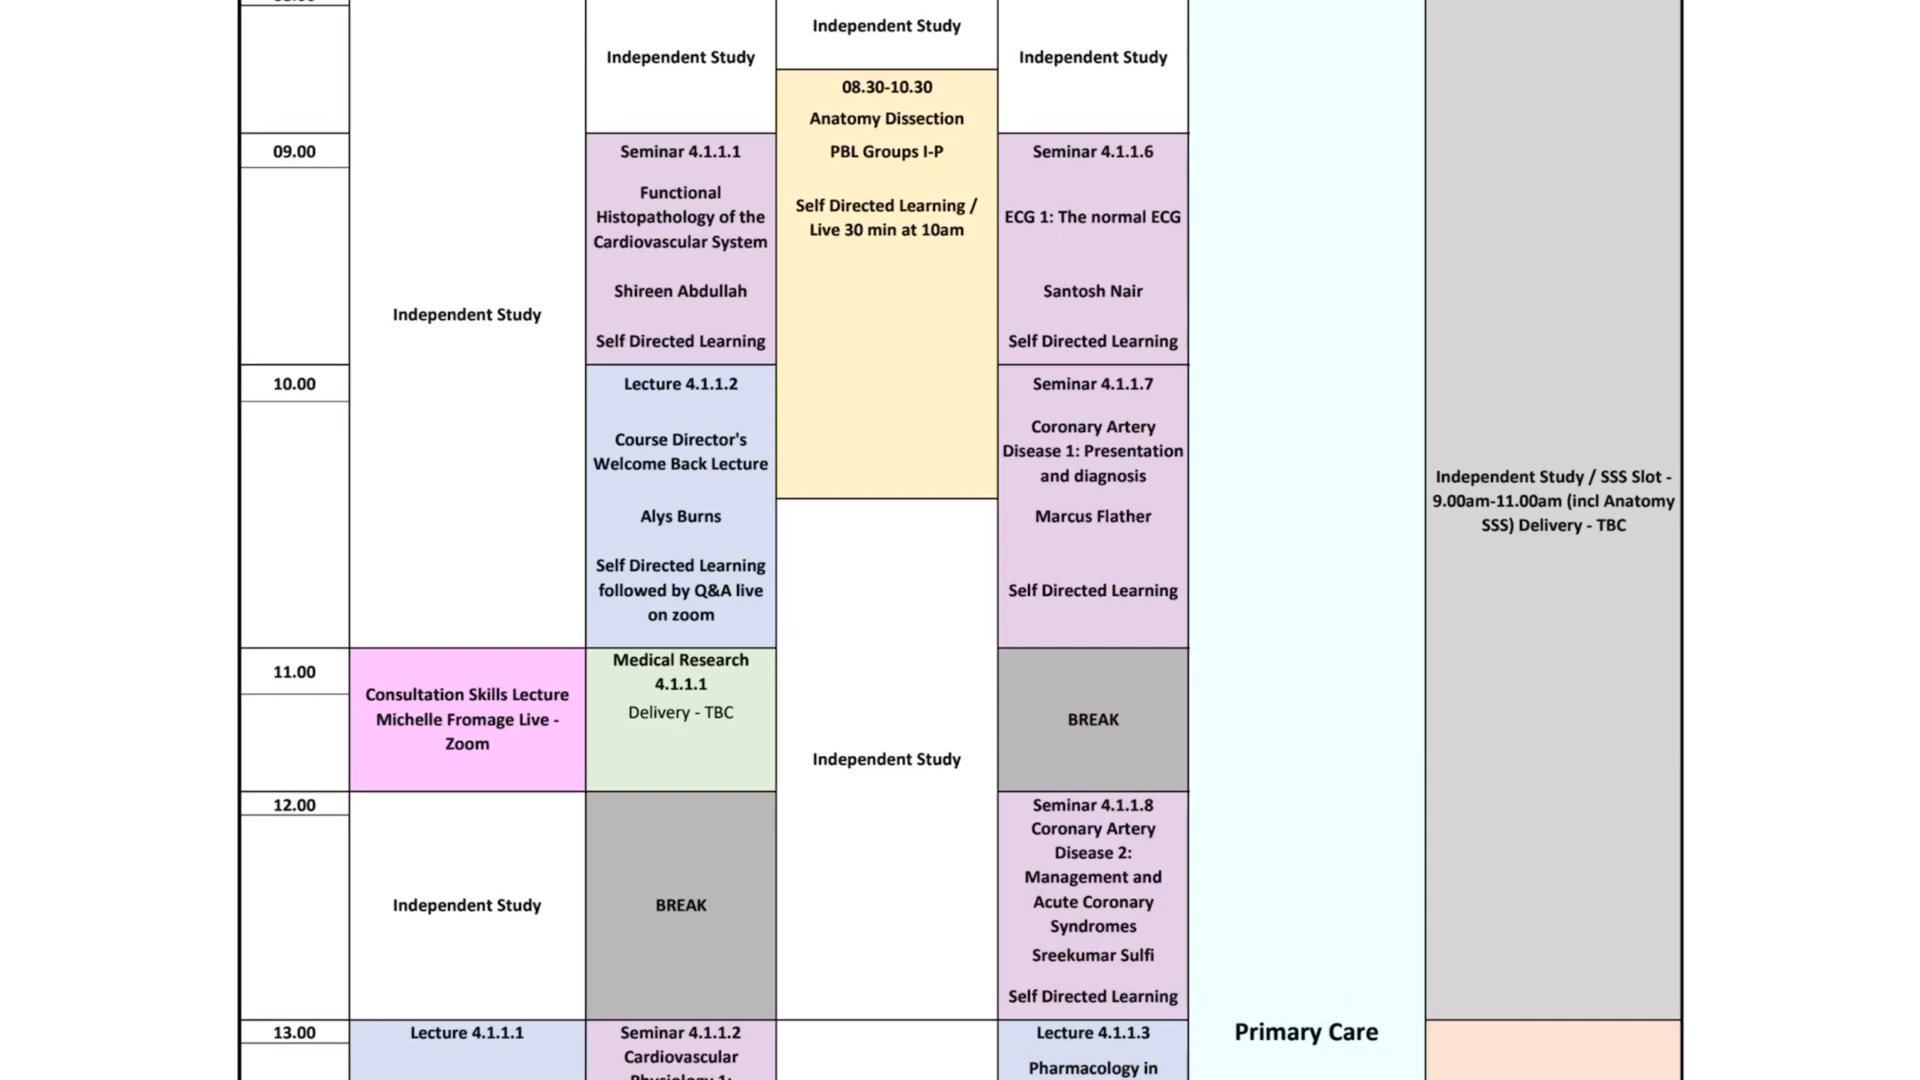 Independent Study
Independent Study
Independent Study
08.30-10.30
Anatomy Dissection
PBL Groups I-P
Self Directed Learning /
Live 30 min at 10am
09.00
Seminar 4.1.1.1
Functional
Histopathology of the
Cardiovascular System
Shireen Abdullah
Self Directed Learning
Seminar 4.1.1.6
ECG 1: The normal ECG
Santosh Nair
Self Directed Learning
Independent Study
10.00
Lecture 4.1.1.2
Course Director's
Welcome Back Lecture
Alys Burns
Self Directed Learning
followed by Q&A live
on zoom
Seminar 4.1.1.7
Coronary Artery
Disease 1: Presentation
and diagnosis
Marcus Flather
Self Directed Learning
Independent Study / SSS Slot -
9.00am-11.00am (incl Anatomy
SSS) Delivery - TBC
11.00
Consultation Skills Lecture
Michelle Fromage Live -
Zoom
Medical Research
4.1.1.1
Delivery - TBC
Independent Study
BREAK
12.00
Independent Study
BREAK
Seminar 4.1.1.8
Coronary Artery
Disease 2:
Management and
Acute Coronary
Syndromes
Sreekumar Sulfi
Self Directed Learning
13.00
Lecture 4.1.1.1
Seminar 4.1.1.2
Cardiovascular
Physiology 1:
Lecture 4.1.1.3
Pharmacology in
Primary Care